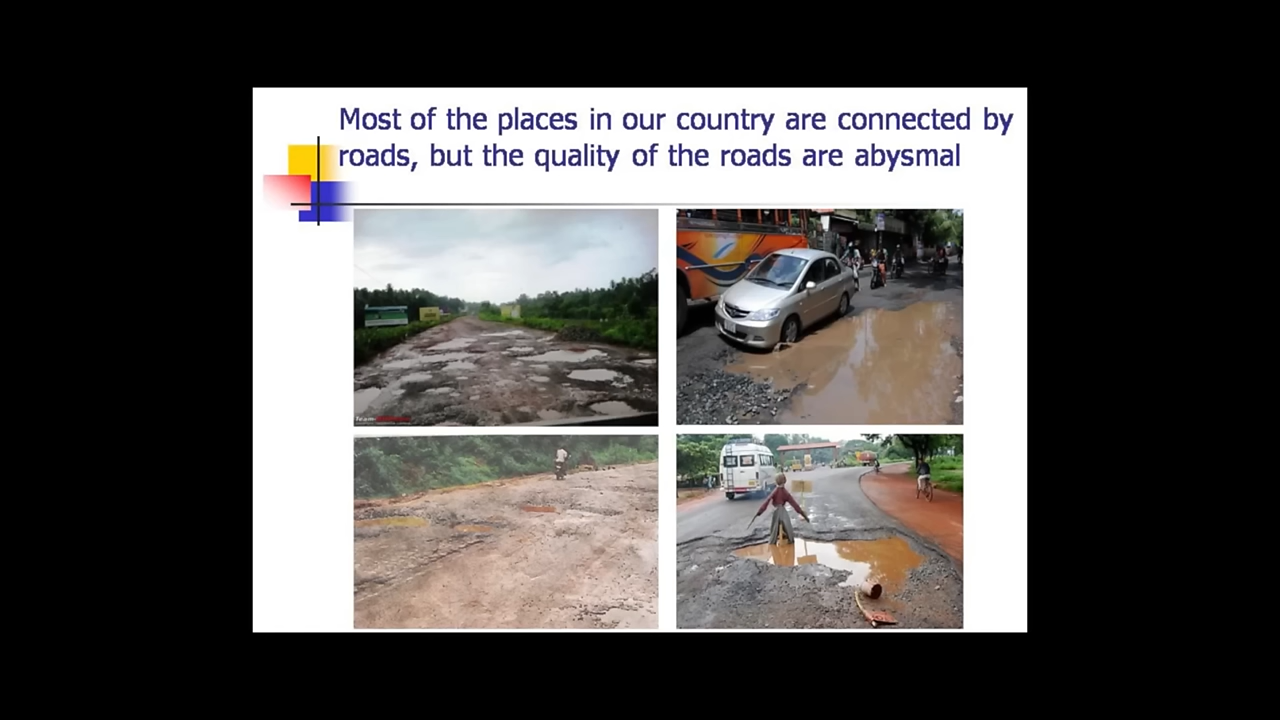 Most of the places in our country are connected by
roads, but the quality of the roads are abysmal